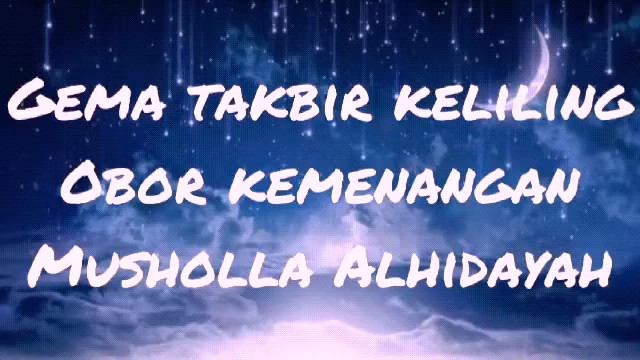 Gema takbir keliling
Obor kemenangan
Musholla Alhidayah